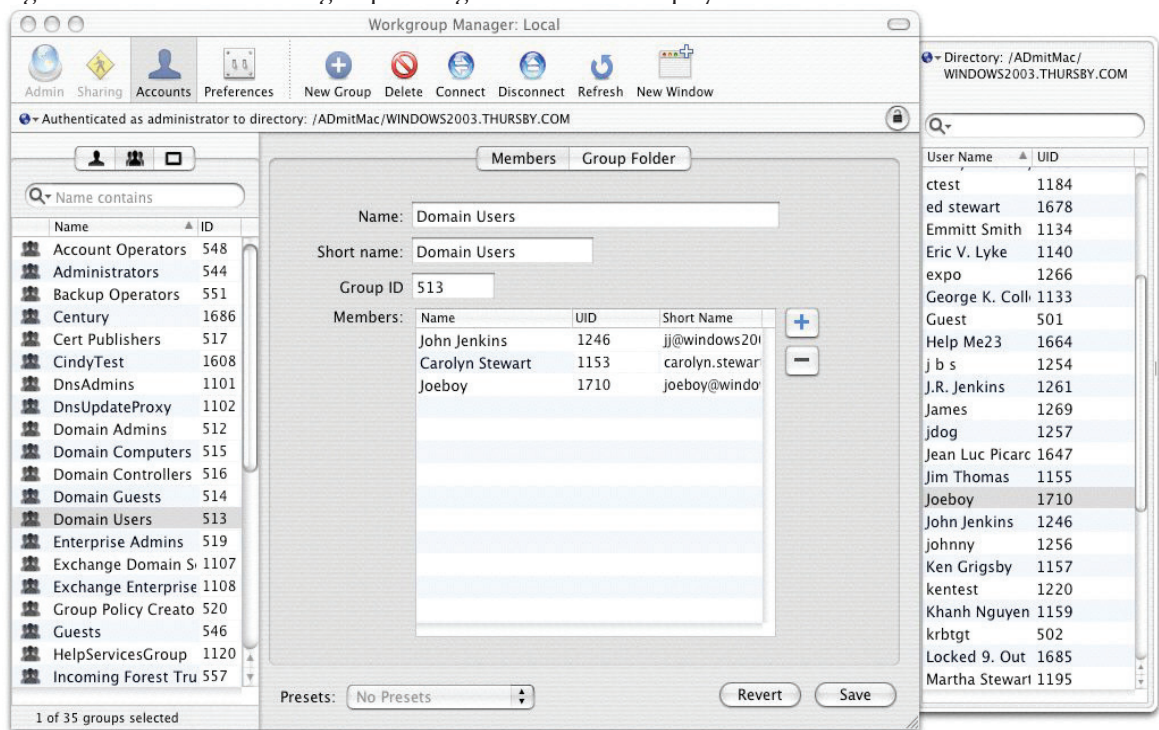 Workgroup Manager: Local
Admin Sharing Accounts Preferences New Group Delete Connect Disconnect Refresh New Window
Authenticated as administrator to directory: /ADmitMac/WINDOWS2003.THURSBY.COM
Name contains
Name ID
Account Operators 548
Administrators 544
Backup Operators 551
Century 1686
Cert Publishers 517
CindyTest 1608
DnsAdmins 1101
DnsUpdateProxy 1102
Domain Admins 512
Domain Computers 515
Domain Controllers 516
Domain Guests 514
Domain Users 513
Enterprise Admins 519
Exchange Domain S 1107
Exchange Enterprise 1108
Group Policy Creato 520
Guests 546
HelpServicesGroup 1120
Incoming Forest Tru 557
1 of 35 groups selected
Members Group Folder
Name: Domain Users
Short name: Domain Users
Group ID 513
Members: Name UID Short Name
John Jenkins 1246 jj@windows20
Carolyn Stewart 1153 carolyn.stewar
Joeboy 1710 joeboy@windo
Presets: No Presets
Revert Save
Directory: /ADmitMac/
WINDOWS2003.THURSBY.COM
User Name UID
ctest 1184
ed stewart 1678
Emmitt Smith 1134
Eric V. Lyke 1140
expo 1266
George K. Coll 1133
Guest 501
Help Me23 1664
j b s 1254
J.R. Jenkins 1261
James 1269
jdog 1257
Jean Luc Picarc 1647
Jim Thomas 1155
Joeboy 1710
John Jenkins 1246
johnny 1256
Ken Grigsby 1157
kentest 1220
Khanh Nguyen 1159
krbtgt 502
Locked 9. Out 1685
Martha Stewart 1195